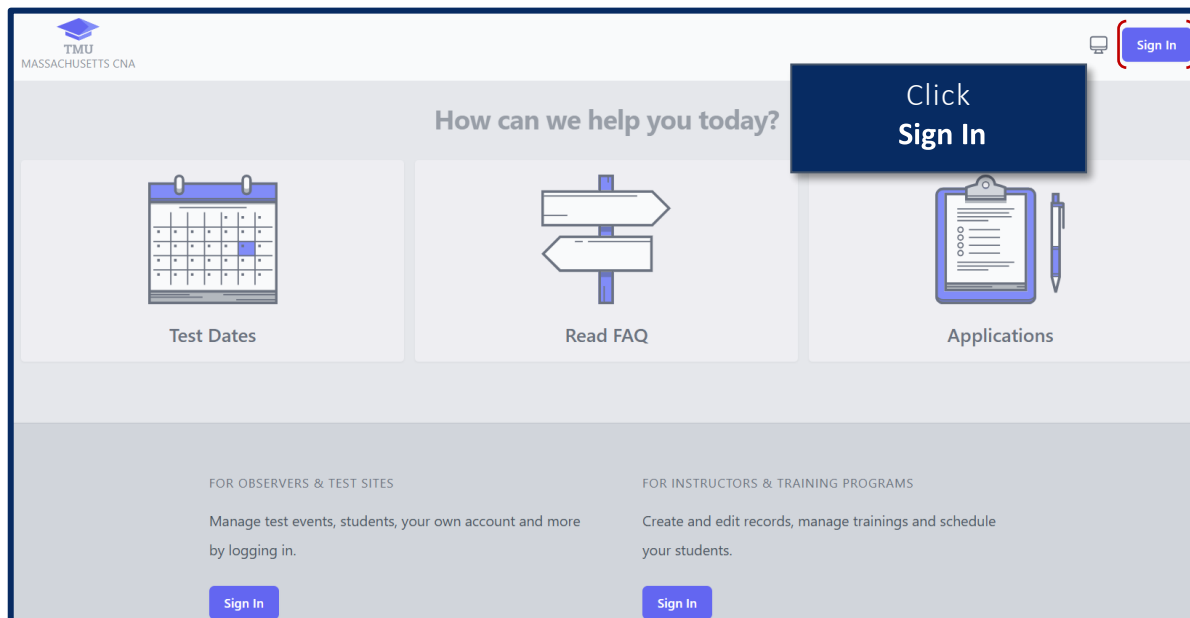 TMU
MASSACHUSETTS CNA
Sign In
Click
Sign In
How can we help you today?
Test Dates
Read FAQ
Applications
FOR OBSERVERS & TEST SITES
Manage test events, students, your own account and more
by logging in.
Sign In
FOR INSTRUCTORS & TRAINING PROGRAMS
Create and edit records, manage trainings and schedule
your students.
Sign In